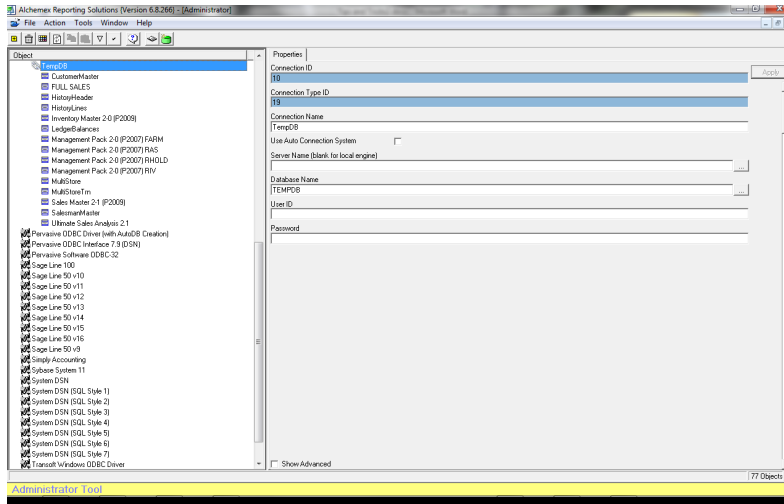 Alchemex Reporting Solutions (Version 6.8.266) - [Administrator]
File Action Tools Window Help
Object
TempDB
CustomerMaster
FULL SALES
HistoryHeader
HistoryLines
Inventory Master 2-0 (P2009)
LedgerBalances
Management Pack 2-0 (P2007) FARM
Management Pack 2-0 (P2007) RAS
Management Pack 2-0 (P2007) RHOLD
Management Pack 2-0 (P2007) RIV
MultiStore
MultiStoreTrn
Sales Master 2-1 (P2009)
SalesmanMaster
Ultimate Sales Analysis 2.1
Pervasive ODBC Driver (with AutoDB Creation)
Pervasive ODBC Interface 7.9 (DSN)
Pervasive Software ODBC-32
Sage Line 100
Sage Line 50 v10
Sage Line 50 v11
Sage Line 50 v12
Sage Line 50 v13
Sage Line 50 v14
Sage Line 50 v15
Sage Line 50 v16
Sage Line 50 v9
Simply Accounting
Sybase System 11
System DSN
System DSN (SQL Style 1)
System DSN (SQL Style 2)
System DSN (SQL Style 3)
System DSN (SQL Style 4)
System DSN (SQL Style 5)
System DSN (SQL Style 6)
System DSN (SQL Style 7)
Transoft Windows ODBC Driver
Properties
Connection ID
10
Apply
Connection Type ID
19
Connection Name
TempDB
Use Auto Connection System
Server Name (blank for local engine)
...
Database Name
TEMPDB
...
User ID
Password
Show Advanced
77 Objects
Administrator Tool